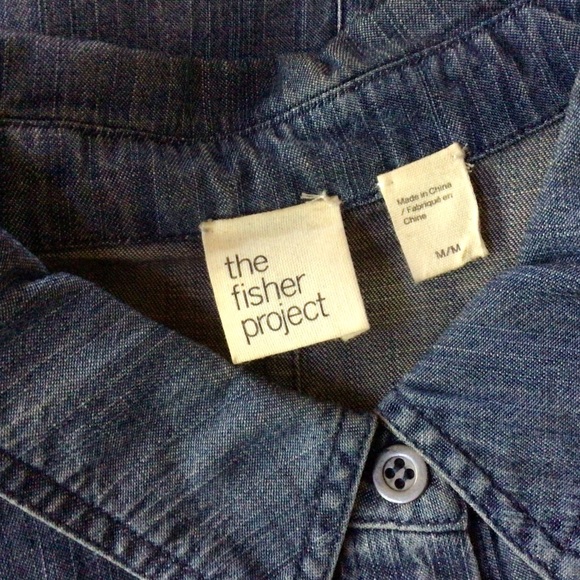 the
fisher
project
Made in China
/ Fabriqué en
Chine
M/M